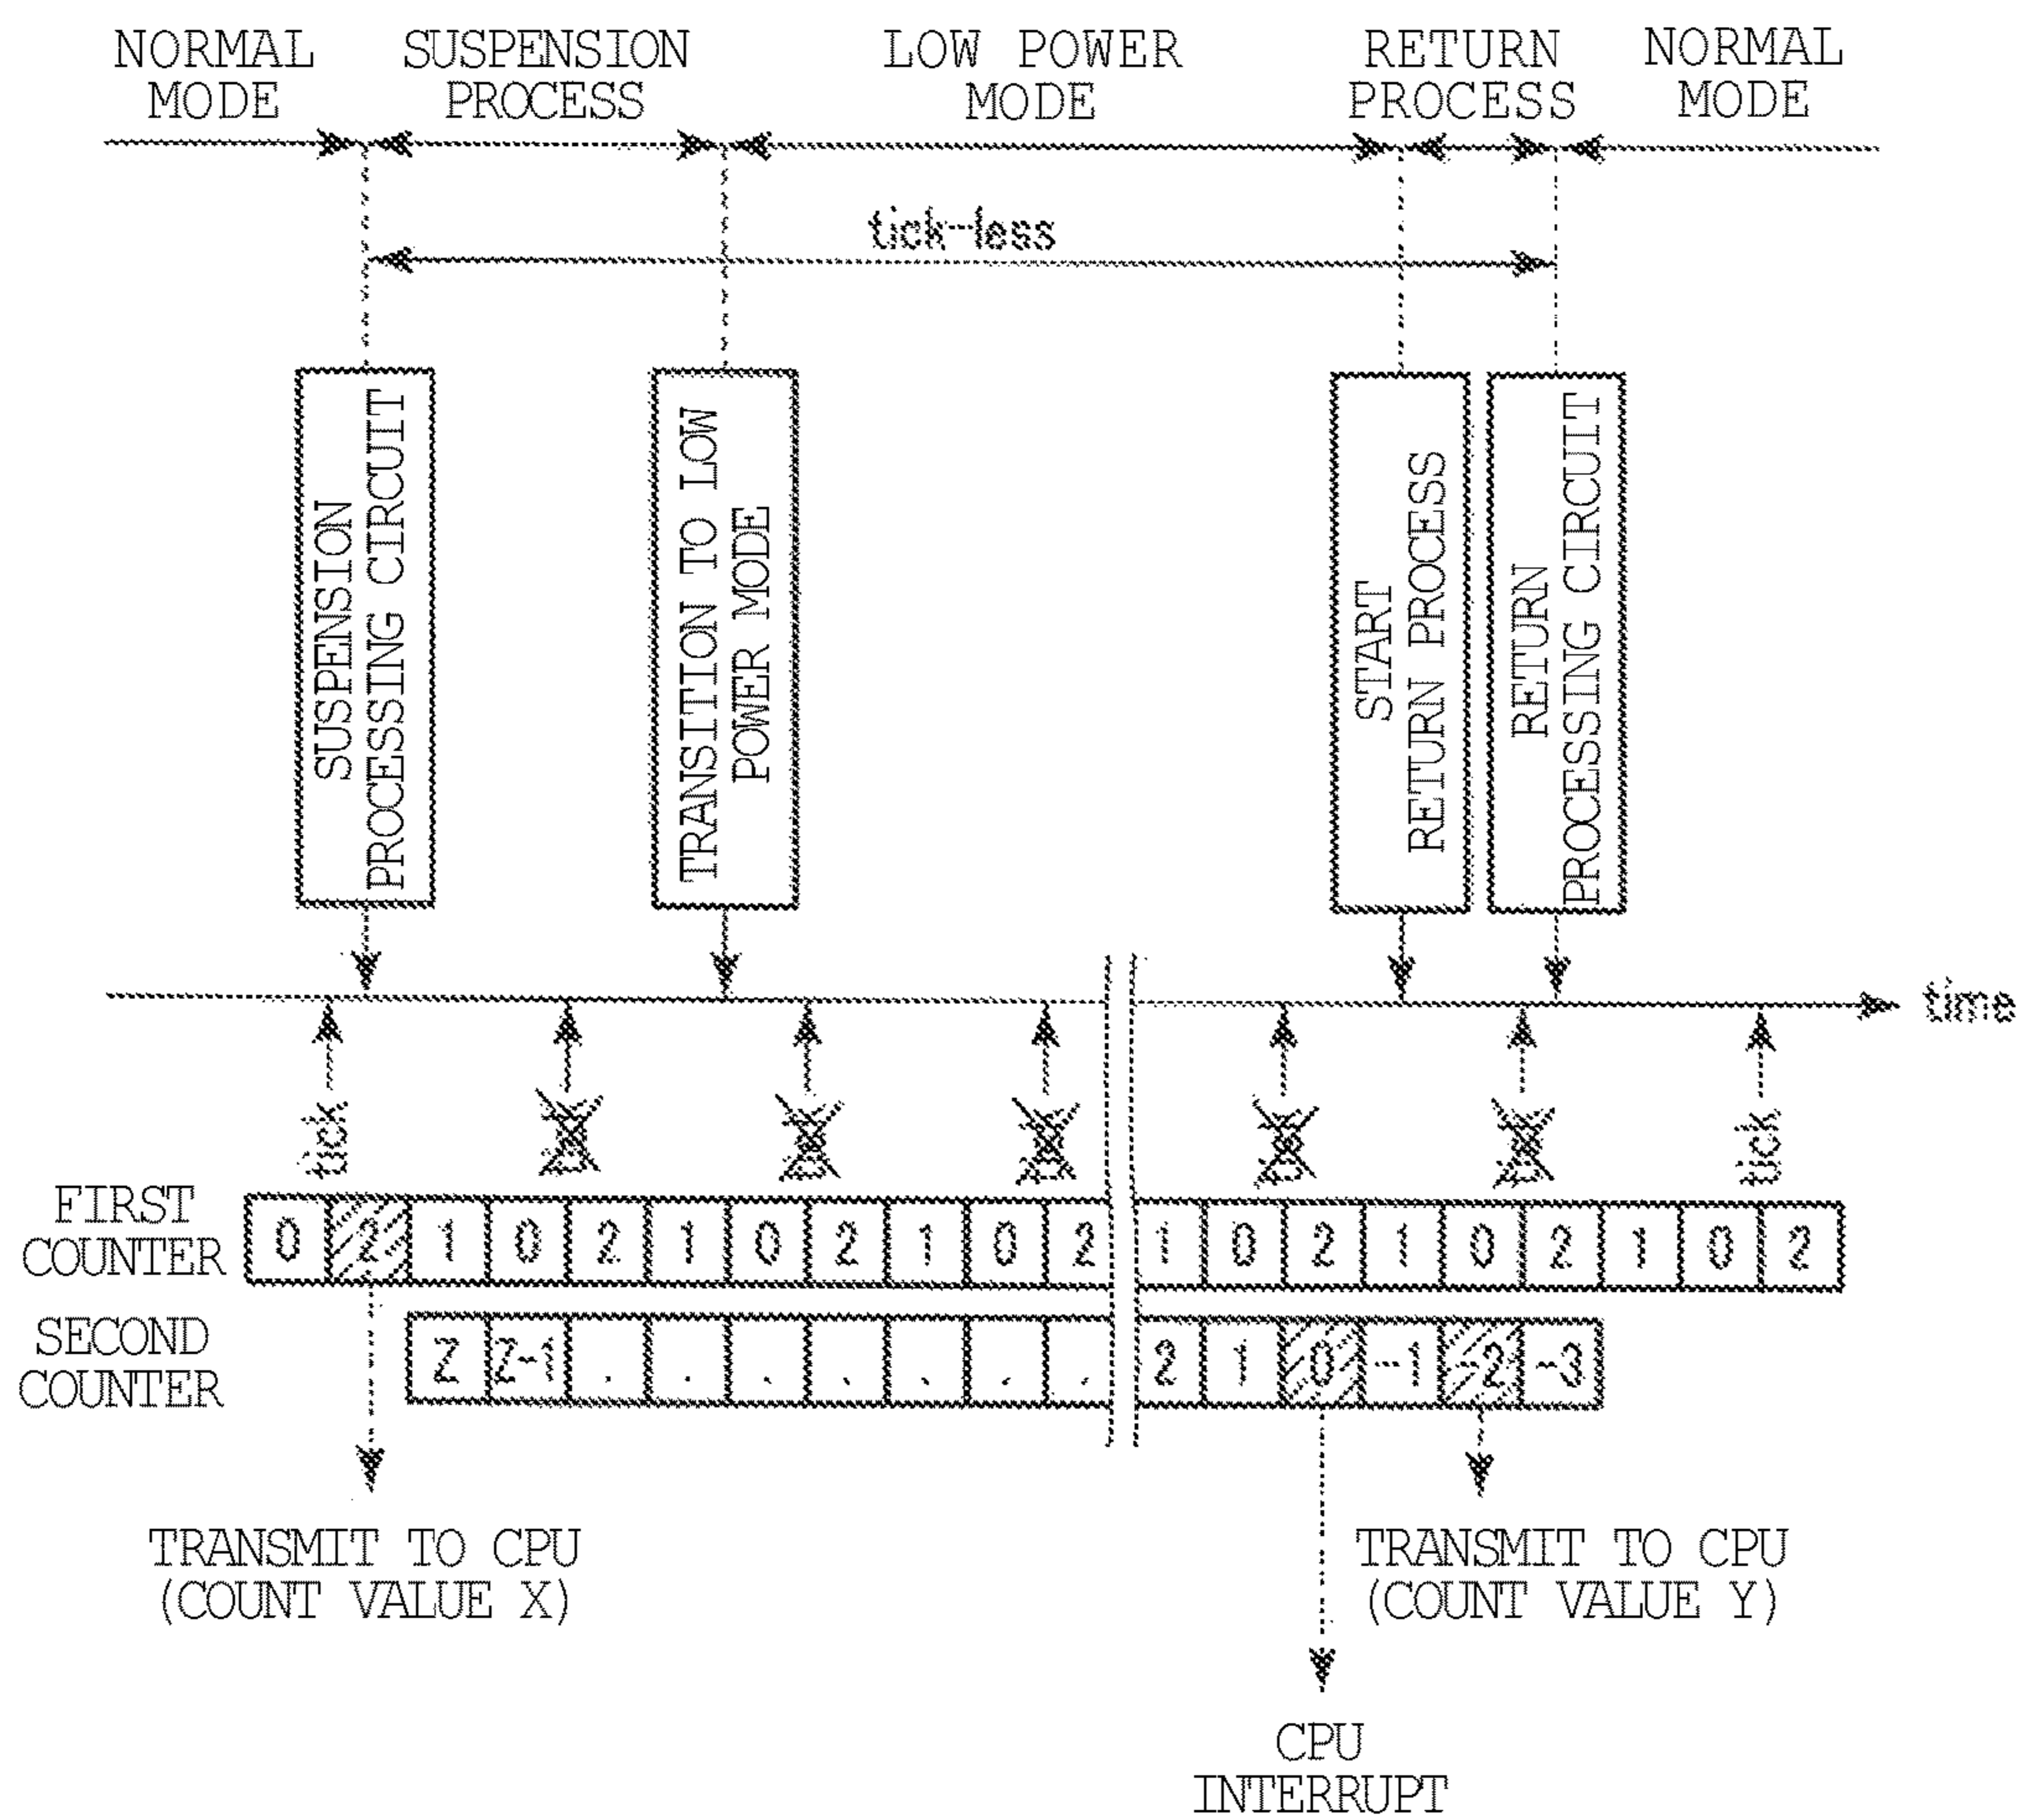 NORMAL
MODE
SUSPENSION
PROCESS
LOW POWER
MODE
RETURN
PROCESS
NORMAL
MODE
tick-less
SUSPENSION
PROCESSING CIRCUIT
TRANSITION TO LOW
POWER MODE
START
RETURN PROCESS
RETURN
PROCESSING CIRCUIT
time
tick
tick
FIRST
COUNTER
0 2 1 0 2 1 0 2 1 0 2 1 0 2 1 0 2 1 0 2
SECOND
COUNTER
Z Z-1 . . . . . . . 2 1 0 -1 -2 -3
TRANSMIT TO CPU
(COUNT VALUE X)
TRANSMIT TO CPU
(COUNT VALUE Y)
CPU
INTERRUPT